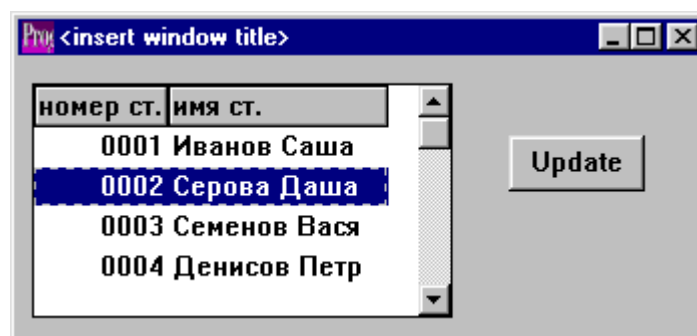 Prog <insert window title>
номер ст. имя ст.
0001 Иванов Саша
0002 Серова Даша
Update
0003 Семенов Вася
0004 Денисов Петр